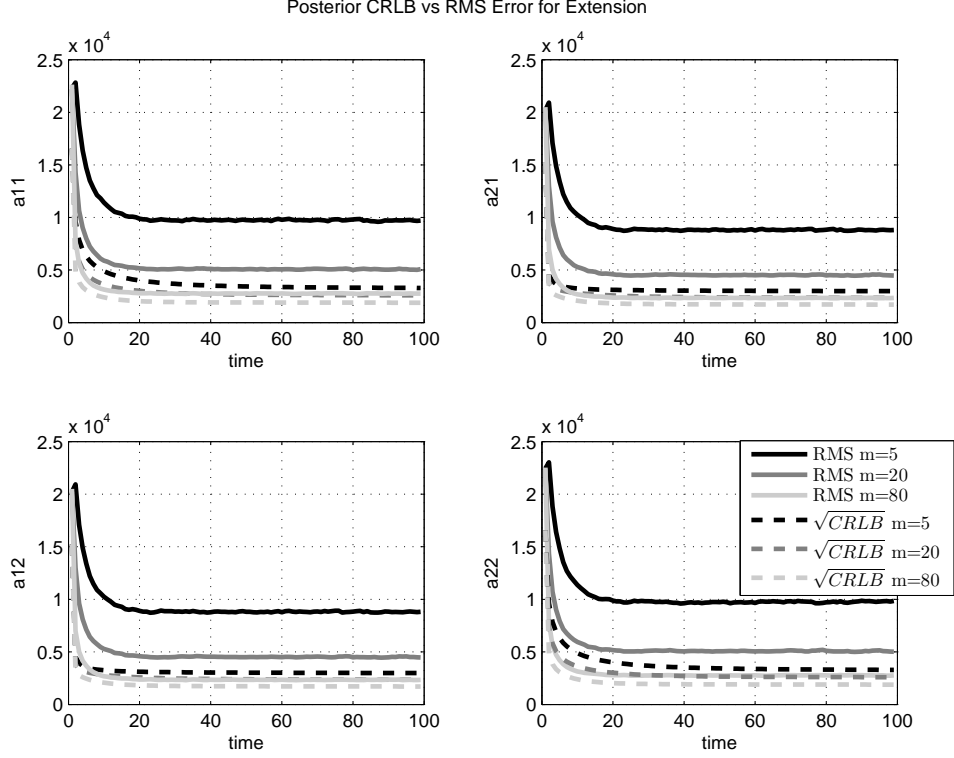 Posterior CRLB vs RMS Error for Extension
x 10^4
2.5
2
1.5
1
0.5
0
0 20 40 60 80 100
time
a11
x 10^4
2.5
2
1.5
1
0.5
0
0 20 40 60 80 100
time
a21
x 10^4
2.5
2
1.5
1
0.5
0
0 20 40 60 80 100
time
a12
x 10^4
2.5
2
1.5
1
0.5
0
0 20 40 60 80 100
time
a22
RMS m=5
RMS m=20
RMS m=80
√CRLB m=5
√CRLB m=20
√CRLB m=80